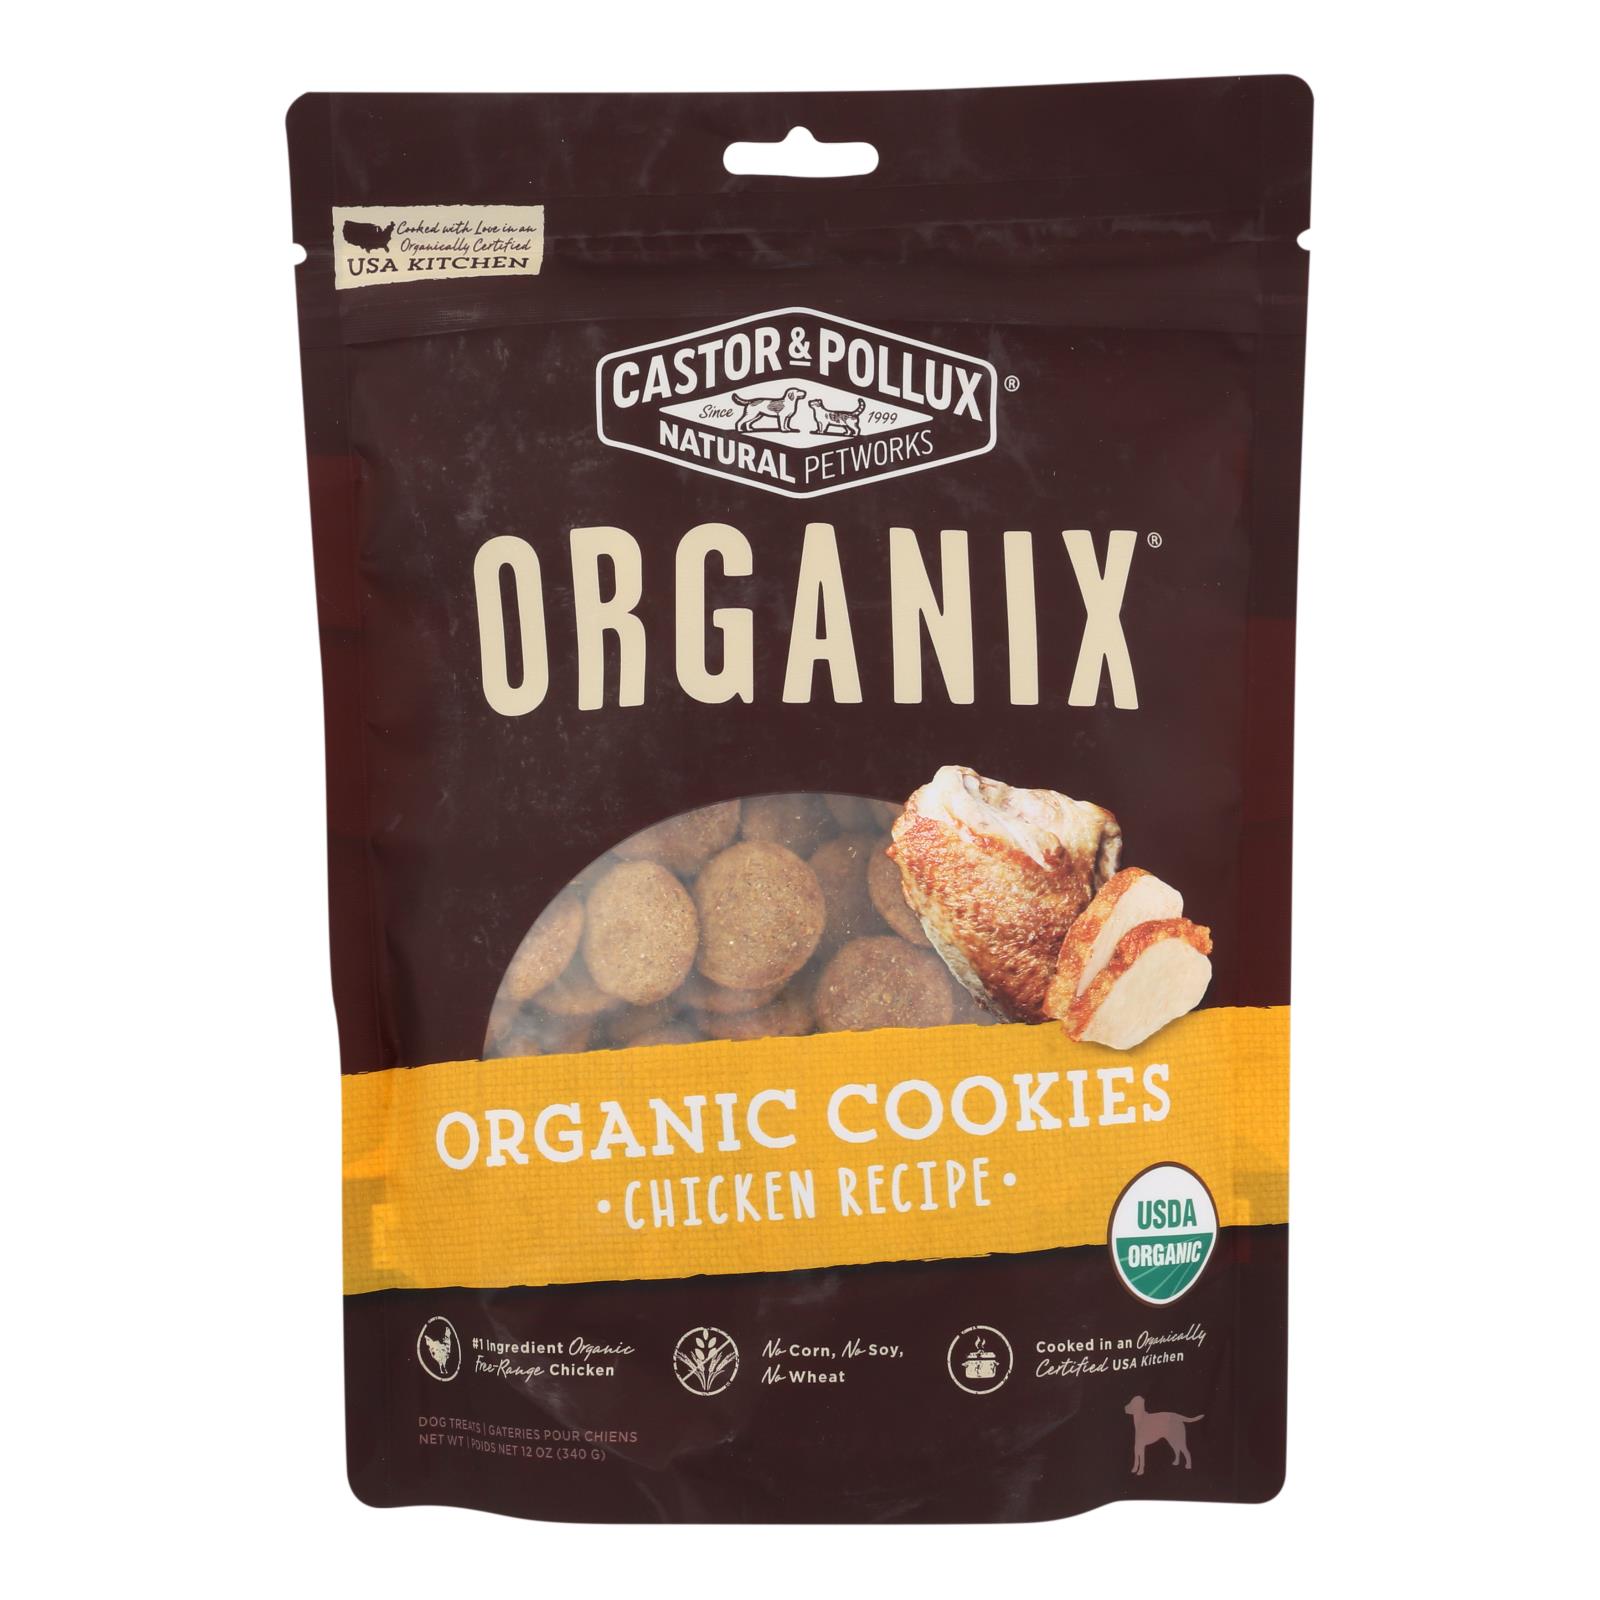 Cooked with Love in an
Organically Certified
USA KITCHEN
CASTOR & POLLUX®
Since 1999
NATURAL PETWORKS
ORGANIX®
ORGANIC COOKIES
• CHICKEN RECIPE •
USDA
ORGANIC
#1 Ingredient Organic
Free-Range Chicken
No Corn, No Soy,
No Wheat
Cooked in an Organically
Certified USA Kitchen
DOG TREATS | GATERIES POUR CHIENS
NET WT | POIDS NET 12 OZ (340 G)